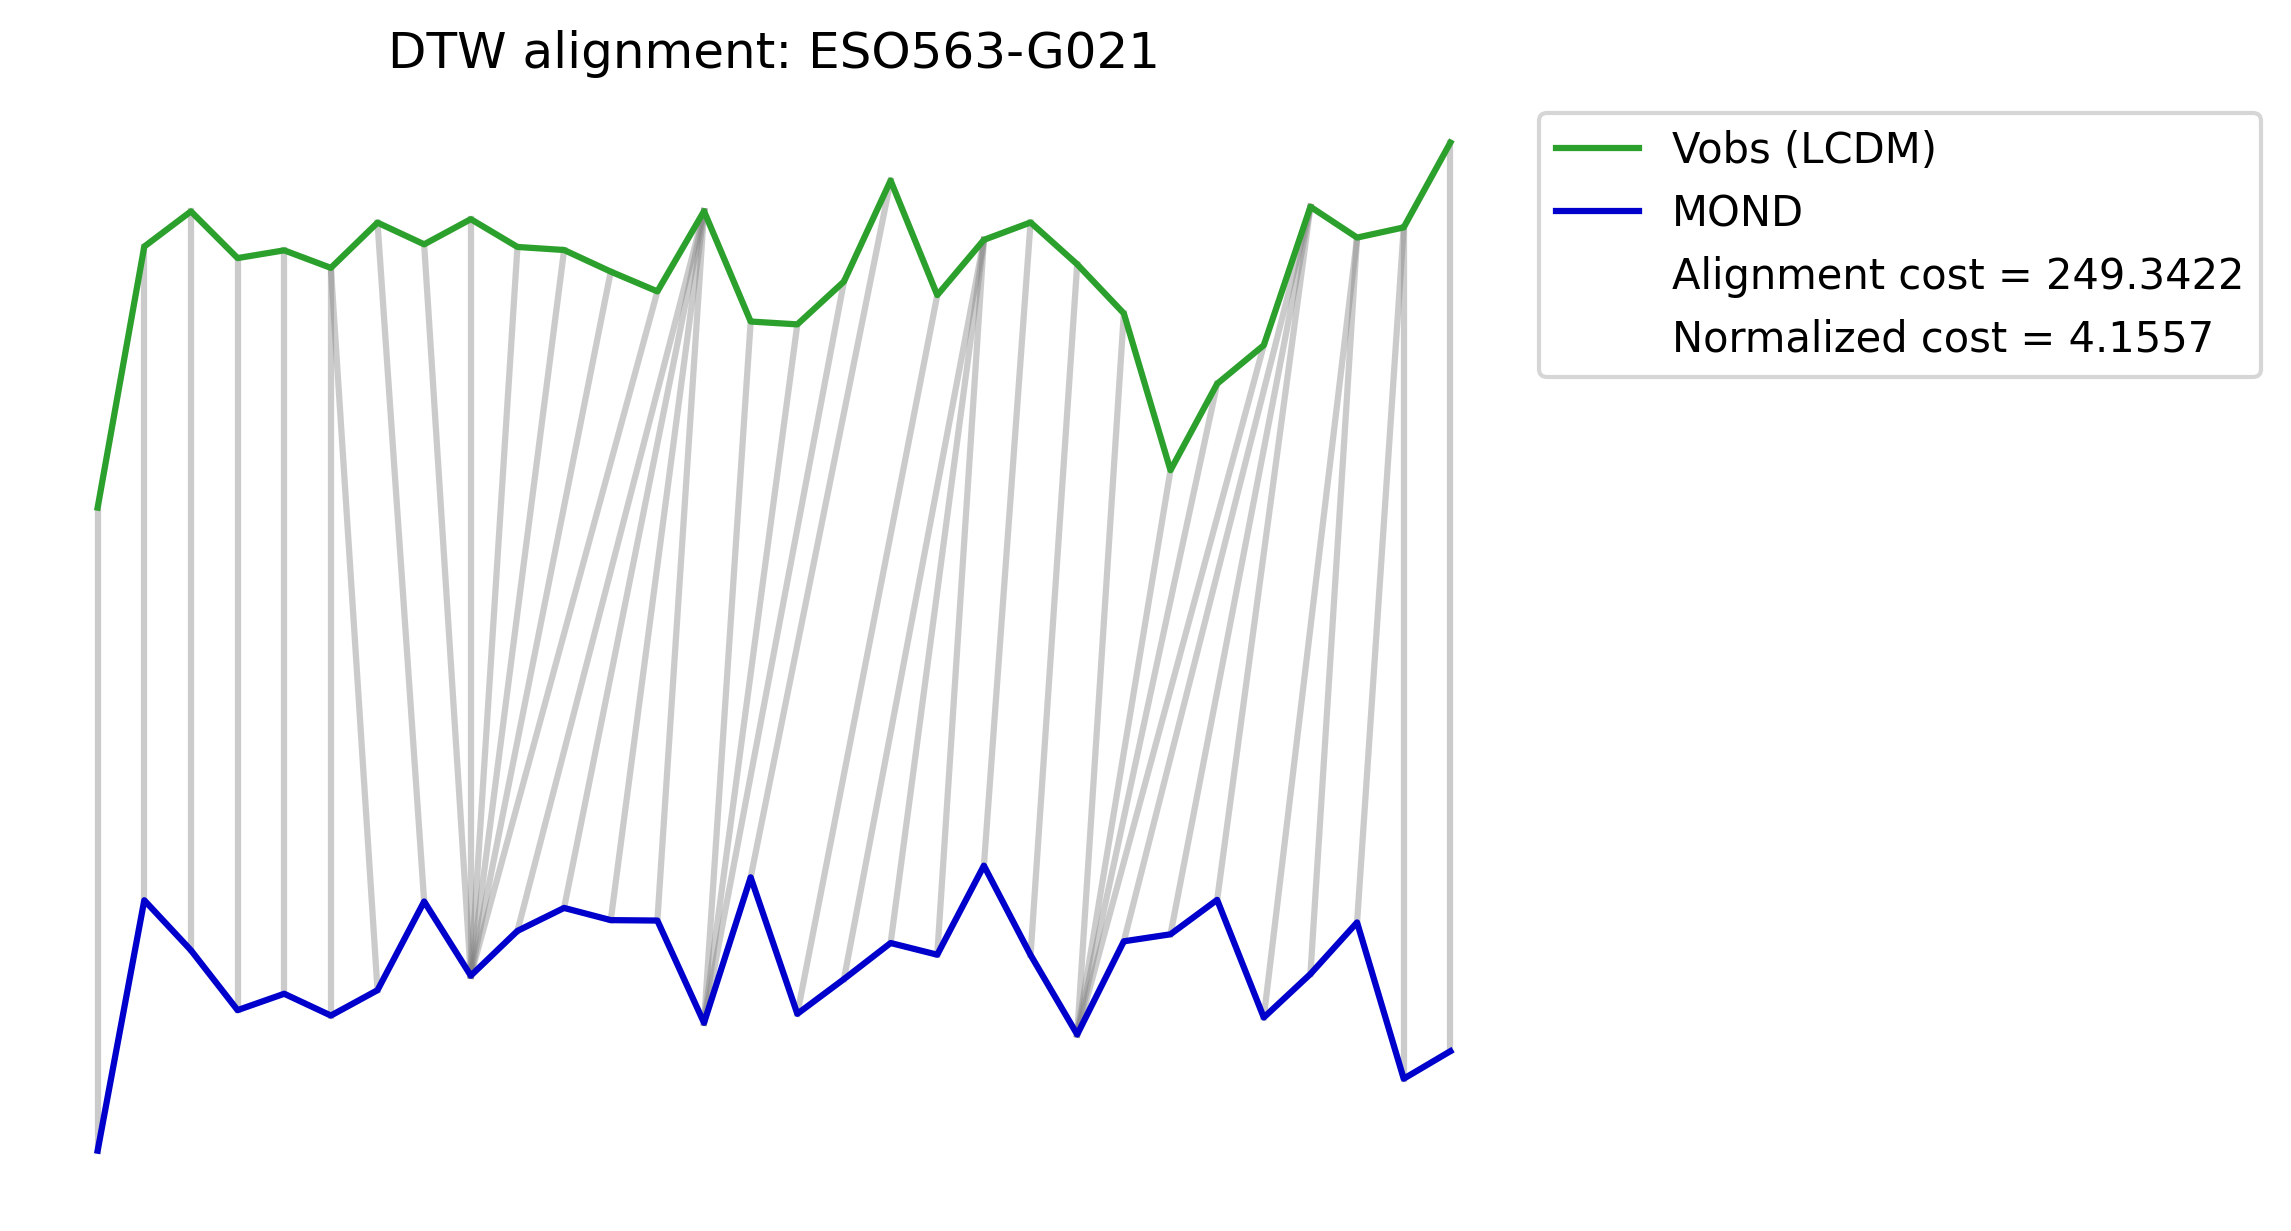 DTW alignment: ESO563-G021
Vobs (LCDM)
MOND
Alignment cost = 249.3422
Normalized cost = 4.1557